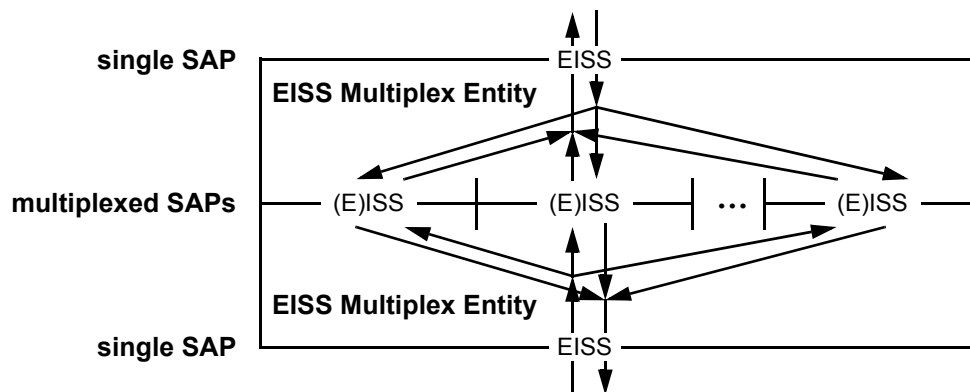 single SAP EISS
EISS Multiplex Entity
multiplexed SAPs (E)ISS (E)ISS ... (E)ISS
EISS Multiplex Entity
single SAP EISS